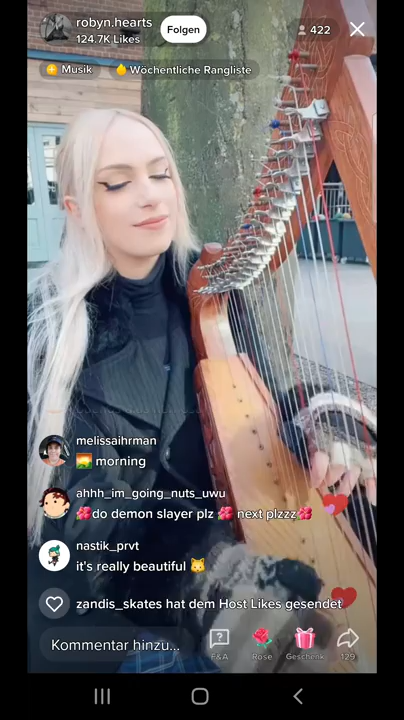 robyn.hearts
124.7K Likes
Folgen
422
Musik
Wöchentliche Rangliste
melissaihrman
🌅 morning
ahhh_im_going_nuts_uwu
🌺do demon slayer plz 🌺 next plzzz🌺
nastik_prvt
it's really beautiful 😺
zandis_skates hat dem Host Likes gesendet
Kommentar hinzu...
F&A
Rose
Geschenk
129